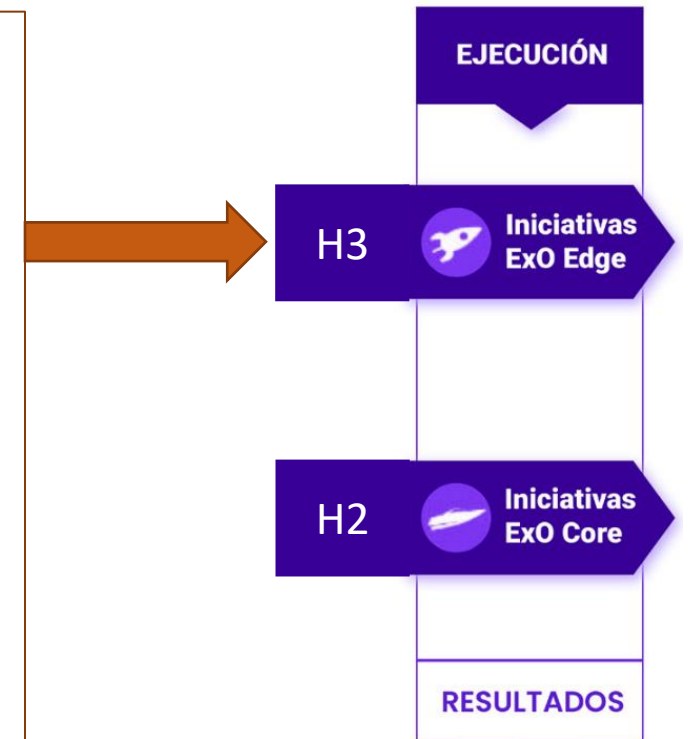 EJECUCIÓN
H3
Iniciativas
ExO Edge
H2
Iniciativas
ExO Core
RESULTADOS